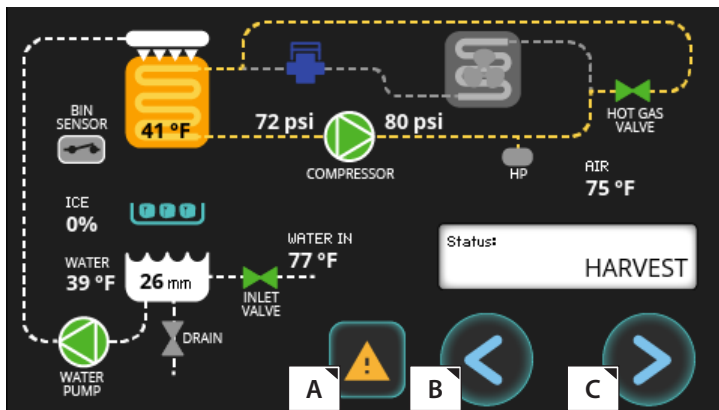 BIN
SENSOR
41 °F
72 psi
80 psi
COMPRESSOR
HP
HOT GAS
VALVE
AIR
75 °F
ICE
0%
WATER
39 °F
26 mm
WATER IN
77 °F
INLET
VALVE
DRAIN
WATER
PUMP
Status:
HARVEST
A
B
C